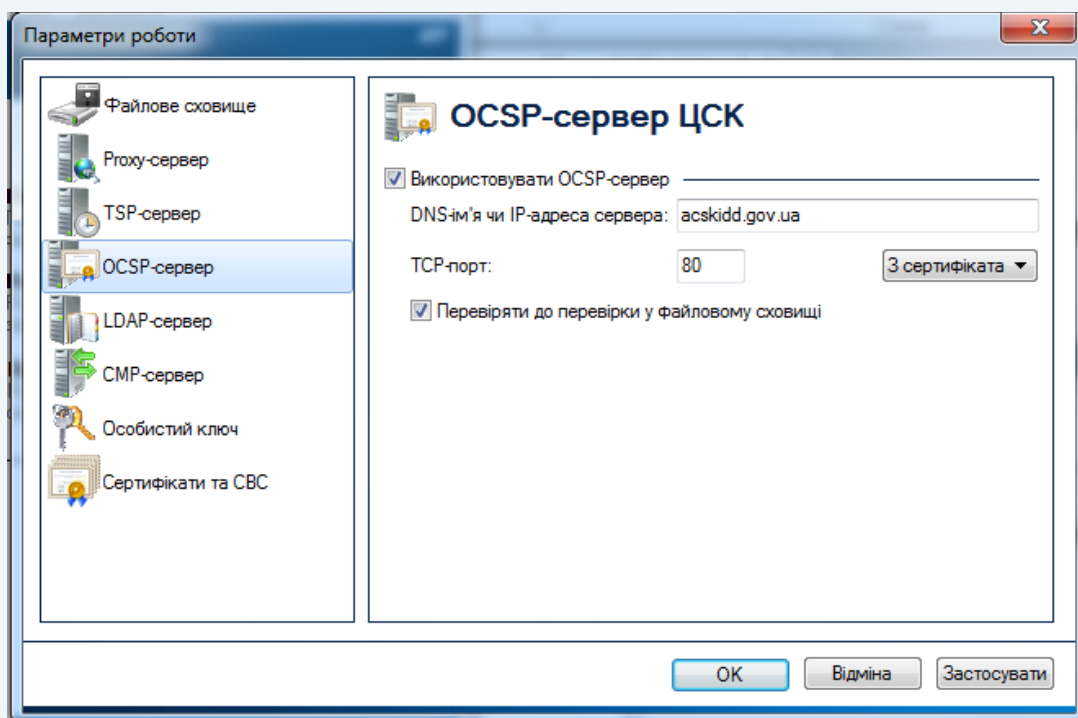 Параметри роботи
Файлове сховище
Proxy-сервер
TSP-сервер
OCSP-сервер
LDAP-сервер
CMP-сервер
Особистий ключ
Сертифікати та СВС
OCSP-сервер ЦСК
Використовувати OCSP-сервер
DNS-ім'я чи IP-адреса сервера: acskidd.gov.ua
TCP-порт: 80 З сертифіката
Перевіряти до перевірки у файловому сховищі
OK Відміна Застосувати